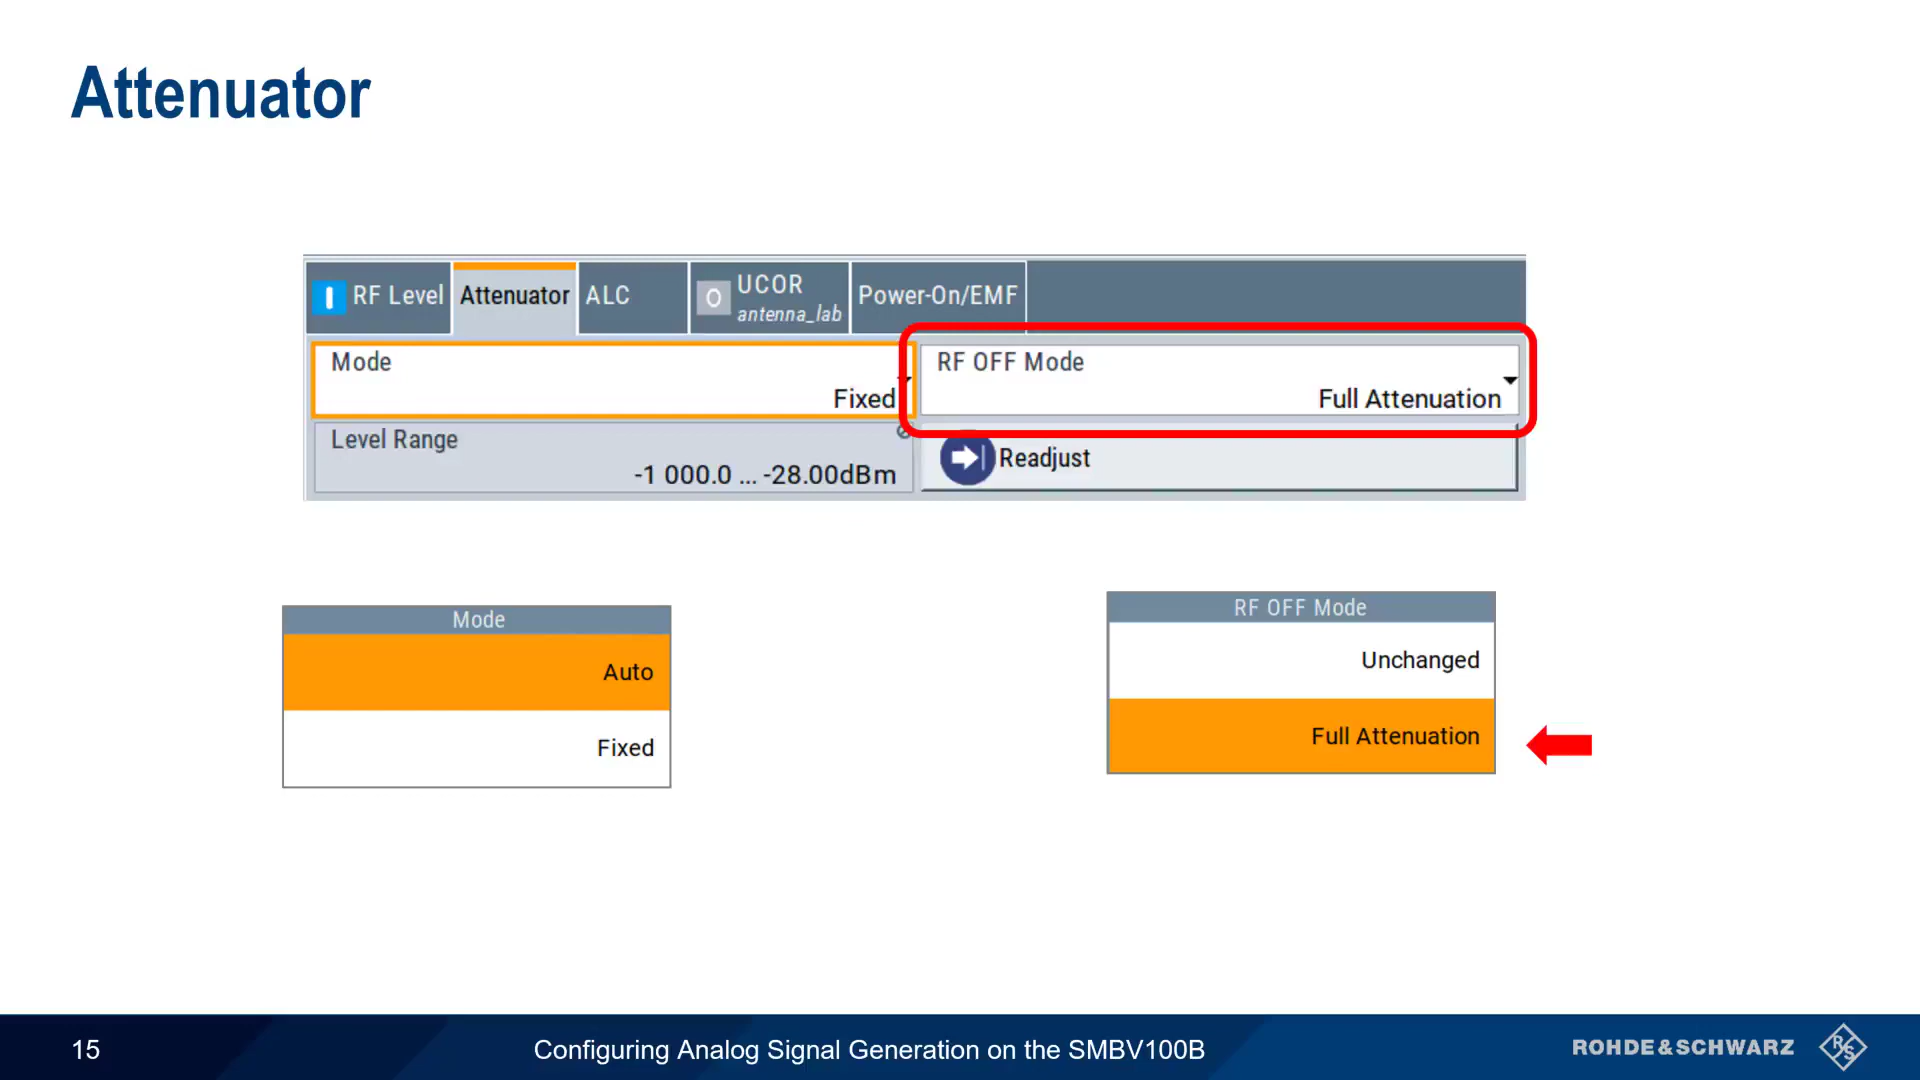 Attenuator
RF Level
Attenuator
ALC
UCOR
antenna_lab
Power-On/EMF
Mode
Fixed
RF OFF Mode
Full Attenuation
Level Range
-1 000.0 ... -28.00dBm
Readjust
Mode
Auto
Fixed
RF OFF Mode
Unchanged
Full Attenuation
15
Configuring Analog Signal Generation on the SMBV100B
ROHDE&SCHWARZ
R&S